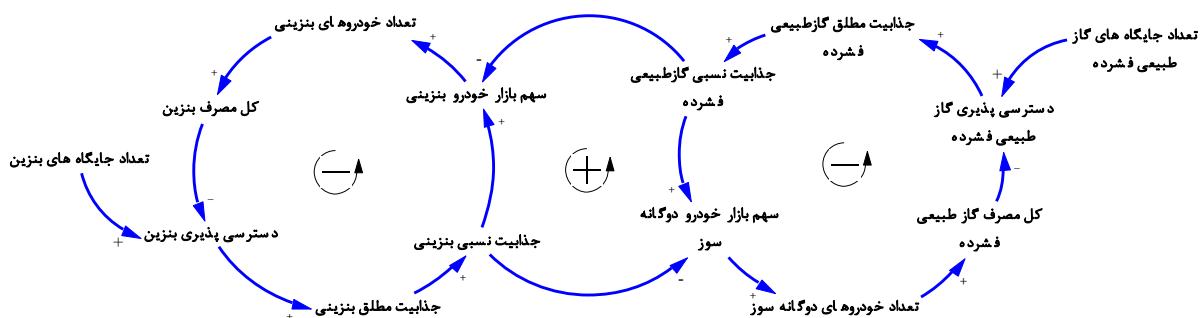 تعداد جایگاه های گاز
طبیعی فشرده
جذابیت مطلق گازطبیعی
فشرده
تعداد خودروهای بنزینی
جذابیت نسبی گازطبیعی
فشرده
سهم بازار خودرو بنزینی
کل مصرف بنزین
دسترسی پذیری گاز
طبیعی فشرده
تعداد جایگاه های بنزین
کل مصرف گاز طبیعی
فشرده
سهم بازار خودرو دوگانه
سوز
جذابیت نسبی بنزینی
دسترسی پذیری بنزین
تعداد خودروهای دوگانه سوز
جذابیت مطلق بنزینی